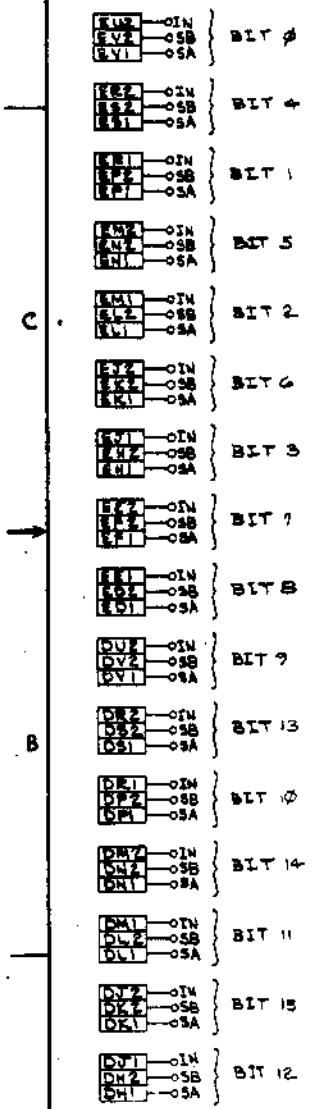 EU2 IN
EV2 SB BIT Ø
EV1 SA
ER2 IN
ES2 SB BIT 4
ES1 SA
ER1 IN
EP2 SB BIT 1
EP1 SA
EM2 IN
EN2 SB BIT 5
EN1 SA
EM1 IN
EL2 SB BIT 2
EL1 SA
C
EJ2 IN
EK2 SB BIT 6
EK1 SA
EJ1 IN
EH2 SB BIT 3
EH1 SA
IN
EF2 SB BIT 7
EF1 SA
EE1 IN
ED2 SB BIT 8
ED1 SA
DU2 IN
DV2 SB BIT 9
DV1 SA
DR2 IN
DS2 SB BIT 13
DS1 SA
B
DR1 IN
DP2 SB BIT 1Ø
DP1 SA
DM2 IN
DN2 SB BIT 14
DN1 SA
DM1 IN
DL2 SB BIT 11
DL1 SA
DJ2 IN
DK2 SB BIT 15
DK1 SA
DJ1 IN
DH2 SB BIT 12
DH1 SA